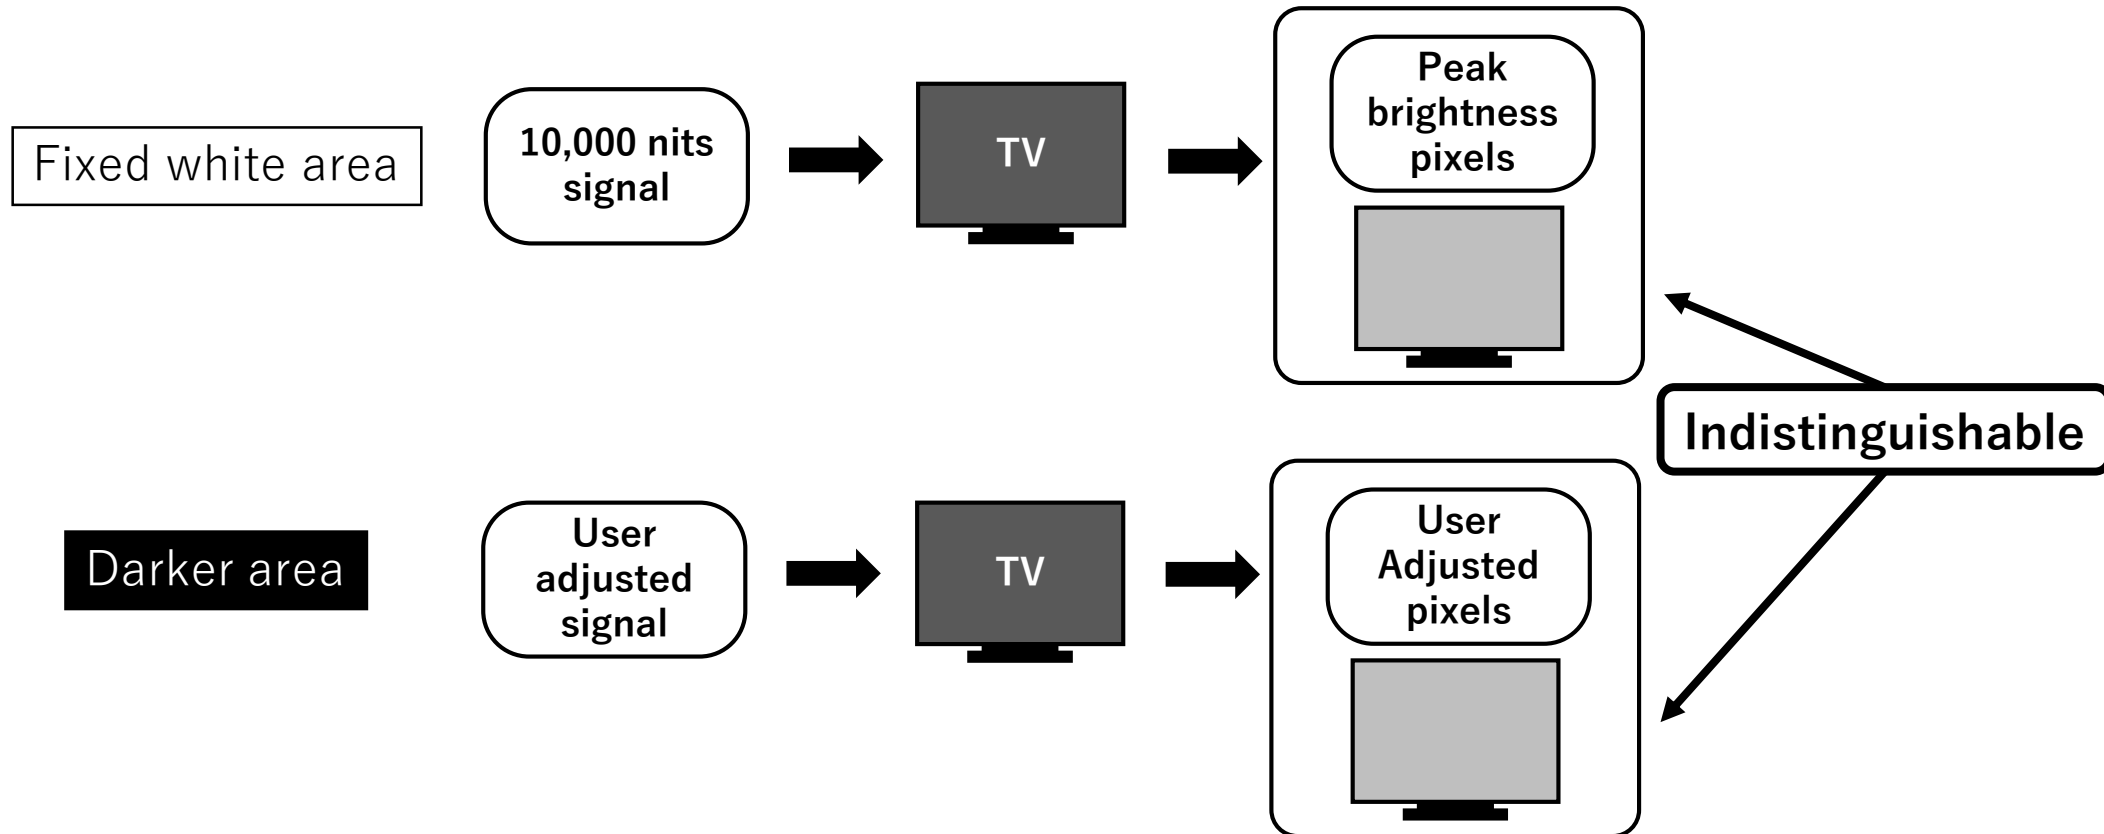 Fixed white area
10,000 nits
signal
TV
Peak
brightness
pixels
Indistinguishable
Darker area
User
adjusted
signal
TV
User
Adjusted
pixels